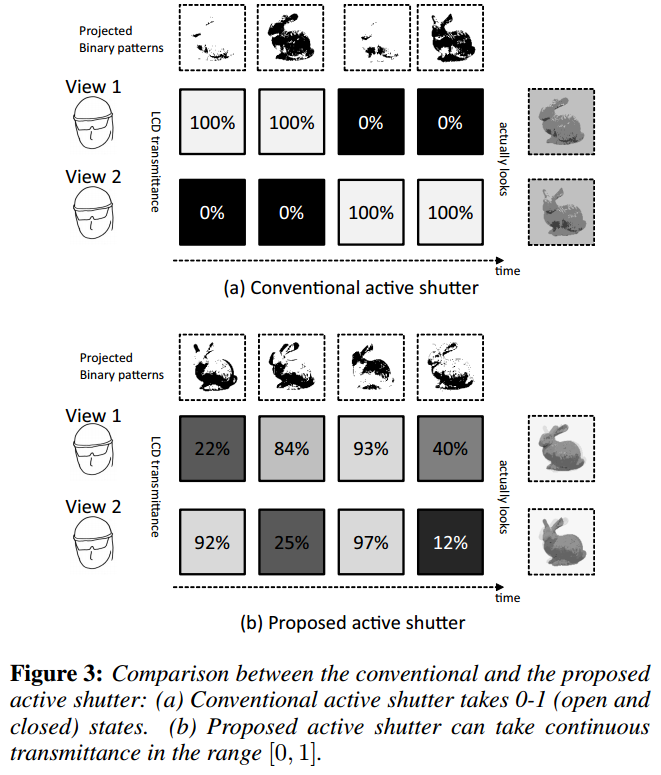 Projected
Binary patterns
View 1
LCD transmittance
100% 100% 0% 0%
actually looks
View 2
0% 0% 100% 100%
time
(a) Conventional active shutter
Projected
Binary patterns
View 1
LCD transmittance
22% 84% 93% 40%
actually looks
View 2
92% 25% 97% 12%
time
(b) Proposed active shutter
Figure 3: Comparison between the conventional and the proposed
active shutter: (a) Conventional active shutter takes 0-1 (open and
closed) states. (b) Proposed active shutter can take continuous
transmittance in the range [0, 1].